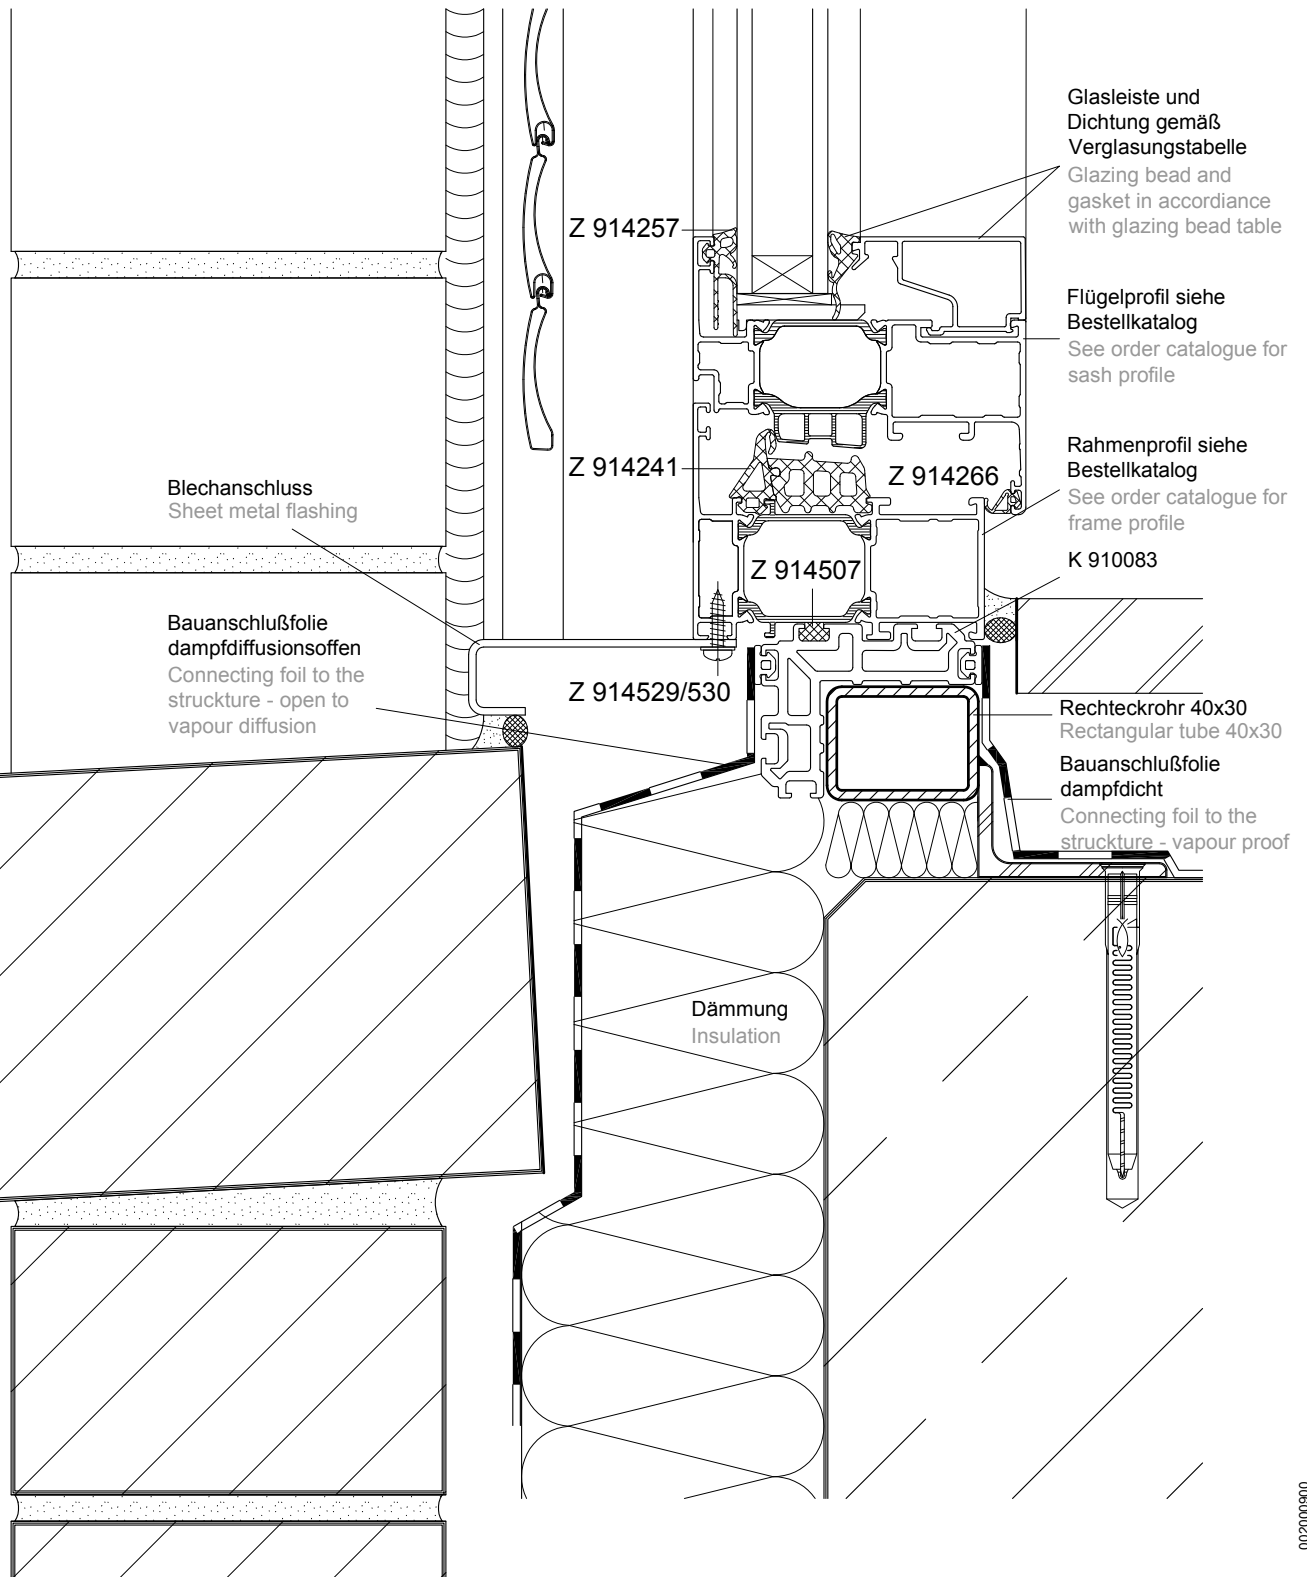 Glasleiste und
Dichtung gemäß
Verglasungstabelle
Glazing bead and
gasket in accordance
with glazing bead table
Z 914257
Flügelprofil siehe
Bestellkatalog
See order catalogue for
sash profile
Rahmenprofil siehe
Bestellkatalog
See order catalogue for
frame profile
Z 914241
Z 914266
Blechanschluss
Sheet metal flashing
K 910083
Z 914507
Bauanschlußfolie
dampfdiffusionsoffen
Connecting foil to the
struckture - open to
vapour diffusion
Z 914529/530
Rechteckrohr 40x30
Rectangular tube 40x30
Bauanschlußfolie
dampfdicht
Connecting foil to the
struckture - vapour proof
Dämmung
Insulation
002000900